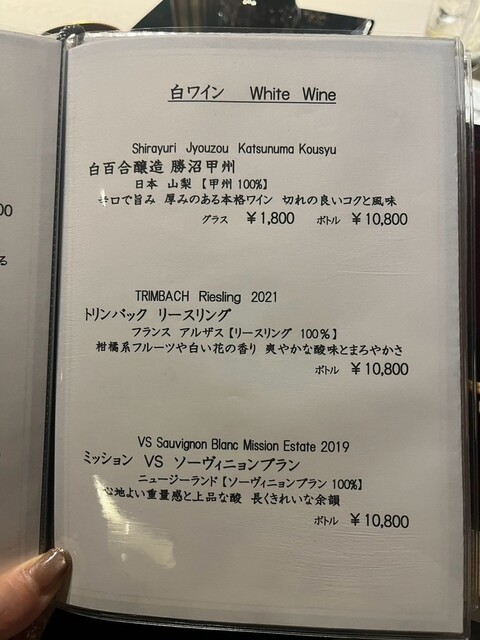 白ワイン White Wine
Shirayuri Jyouzou Katsunuma Kousyu
白百合醸造 勝沼甲州
日本 山梨 【甲州 100%】
辛口で旨み 厚みのある本格ワイン 切れの良いコクと風味
グラス ¥1,800 ボトル ¥10,800
TRIMBACH Riesling 2021
トリンバック リースリング
フランス アルザス【リースリング 100%】
柑橘系フルーツや白い花の香り 爽やかな酸味とまろやかさ
ボトル ¥10,800
VS Sauvignon Blanc Mission Estate 2019
ミッション VS ソーヴィニョンブラン
ニュージーランド【ソーヴィニョンブラン 100%】
心地よい重量感と上品な酸 長くきれいな余韻
ボトル ¥10,800